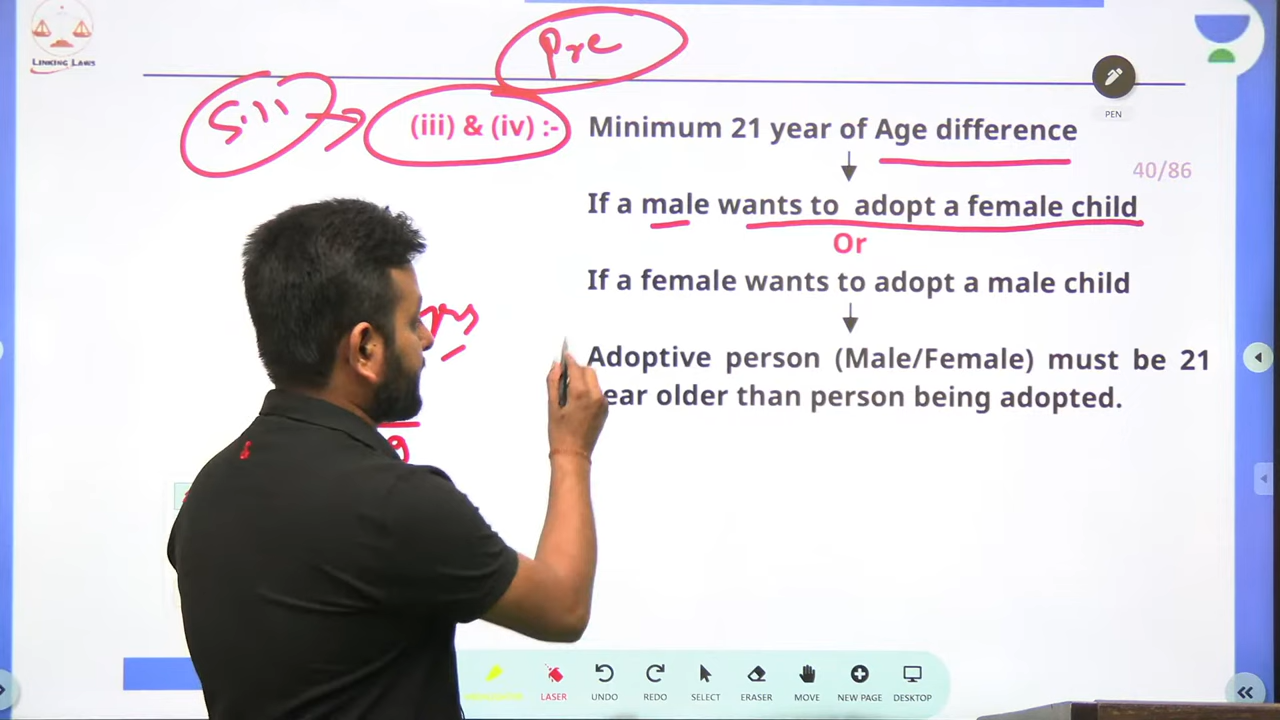 Pre
LINKING LAWS
S.11
(iii) & (iv) :- Minimum 21 year of Age difference
PEN
40/86
If a male wants to adopt a female child
Or
If a female wants to adopt a male child
Adoptive person (Male/Female) must be 21
ear older than person being adopted.
LASER UNDO REDO SELECT ERASER MOVE NEW PAGE DESKTOP